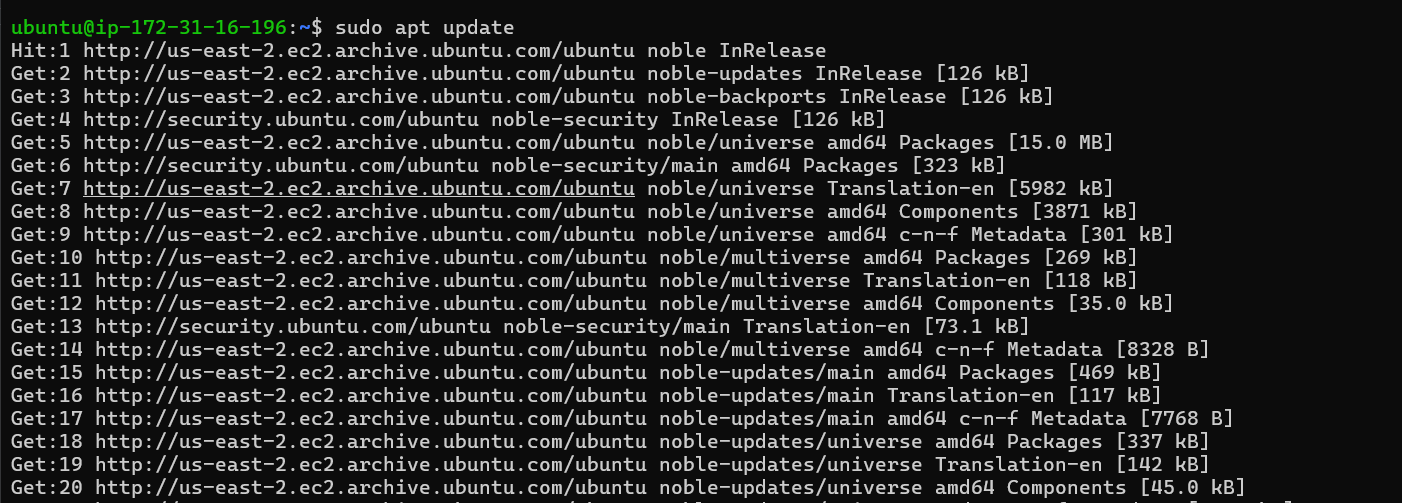 ubuntu@ip-172-31-16-196:~$ sudo apt update
Hit:1 http://us-east-2.ec2.archive.ubuntu.com/ubuntu noble InRelease
Get:2 http://us-east-2.ec2.archive.ubuntu.com/ubuntu noble-updates InRelease [126 kB]
Get:3 http://us-east-2.ec2.archive.ubuntu.com/ubuntu noble-backports InRelease [126 kB]
Get:4 http://security.ubuntu.com/ubuntu noble-security InRelease [126 kB]
Get:5 http://us-east-2.ec2.archive.ubuntu.com/ubuntu noble/universe amd64 Packages [15.0 MB]
Get:6 http://security.ubuntu.com/ubuntu noble-security/main amd64 Packages [323 kB]
Get:7 http://us-east-2.ec2.archive.ubuntu.com/ubuntu noble/universe Translation-en [5982 kB]
Get:8 http://us-east-2.ec2.archive.ubuntu.com/ubuntu noble/universe amd64 Components [3871 kB]
Get:9 http://us-east-2.ec2.archive.ubuntu.com/ubuntu noble/universe amd64 c-n-f Metadata [301 kB]
Get:10 http://us-east-2.ec2.archive.ubuntu.com/ubuntu noble/multiverse amd64 Packages [269 kB]
Get:11 http://us-east-2.ec2.archive.ubuntu.com/ubuntu noble/multiverse Translation-en [118 kB]
Get:12 http://us-east-2.ec2.archive.ubuntu.com/ubuntu noble/multiverse amd64 Components [35.0 kB]
Get:13 http://security.ubuntu.com/ubuntu noble-security/main Translation-en [73.1 kB]
Get:14 http://us-east-2.ec2.archive.ubuntu.com/ubuntu noble/multiverse amd64 c-n-f Metadata [8328 B]
Get:15 http://us-east-2.ec2.archive.ubuntu.com/ubuntu noble-updates/main amd64 Packages [469 kB]
Get:16 http://us-east-2.ec2.archive.ubuntu.com/ubuntu noble-updates/main Translation-en [117 kB]
Get:17 http://us-east-2.ec2.archive.ubuntu.com/ubuntu noble-updates/main amd64 c-n-f Metadata [7768 B]
Get:18 http://us-east-2.ec2.archive.ubuntu.com/ubuntu noble-updates/universe amd64 Packages [337 kB]
Get:19 http://us-east-2.ec2.archive.ubuntu.com/ubuntu noble-updates/universe Translation-en [142 kB]
Get:20 http://us-east-2.ec2.archive.ubuntu.com/ubuntu noble-updates/universe amd64 Components [45.0 kB]